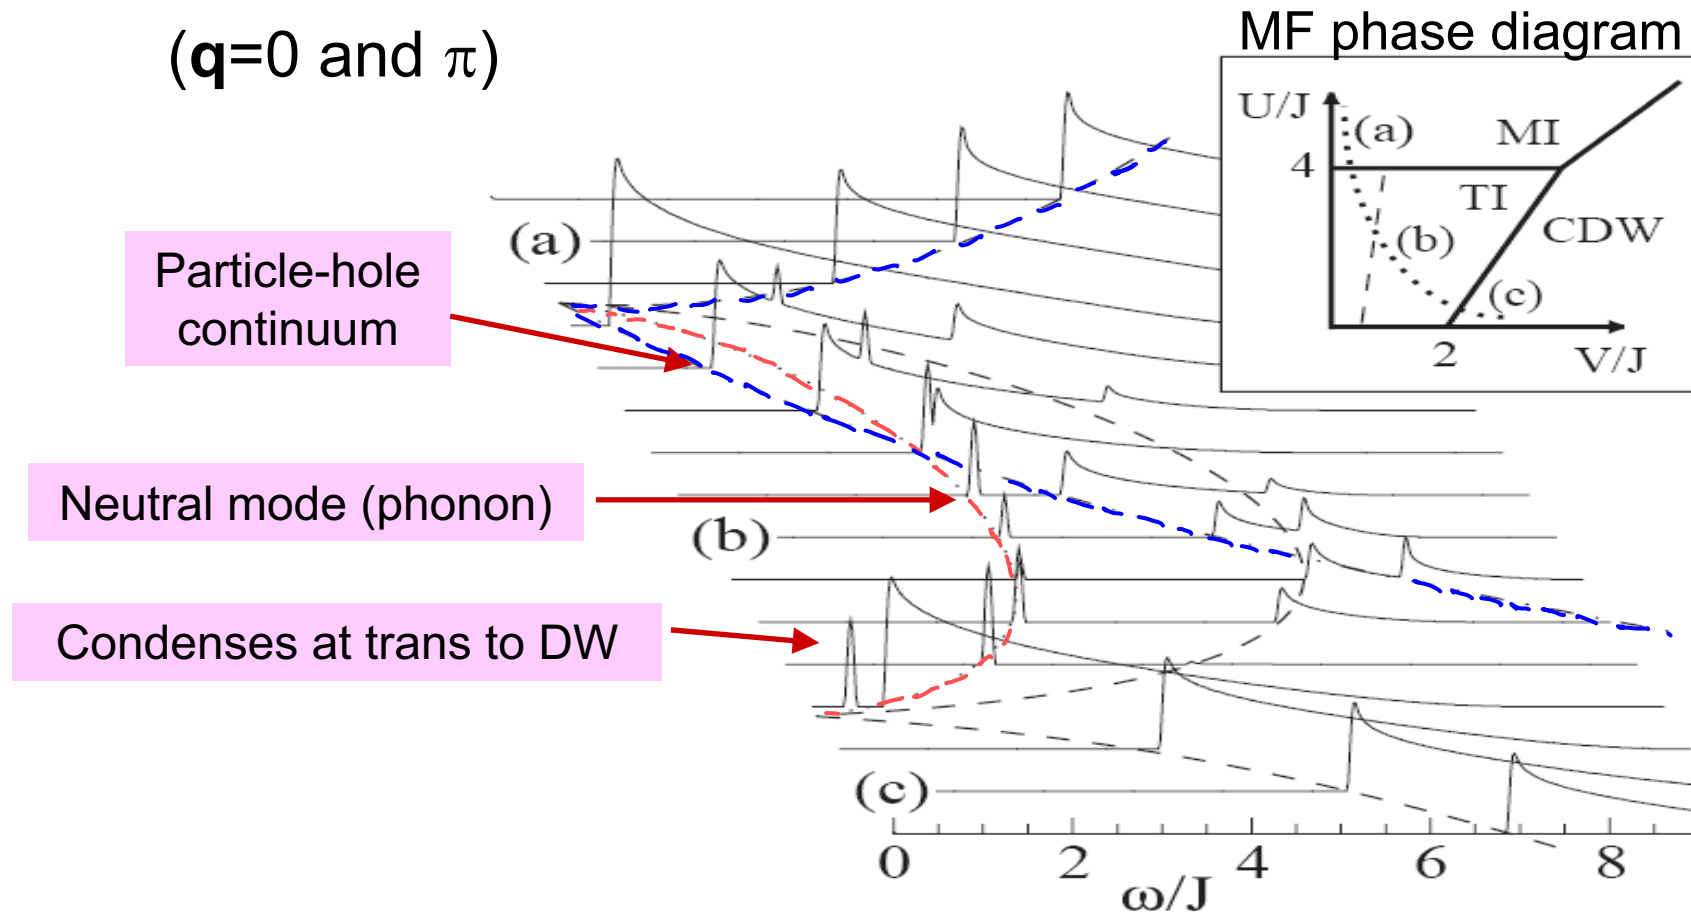 (q=0 and π)
MF phase diagram
U/J
(a)
MI
4
TI
(b)
CDW
(c)
2
V/J
(a)
Particle-hole
continuum
Neutral mode (phonon)
(b)
Condenses at trans to DW
(c)
0 2 4 6 8
ω/J